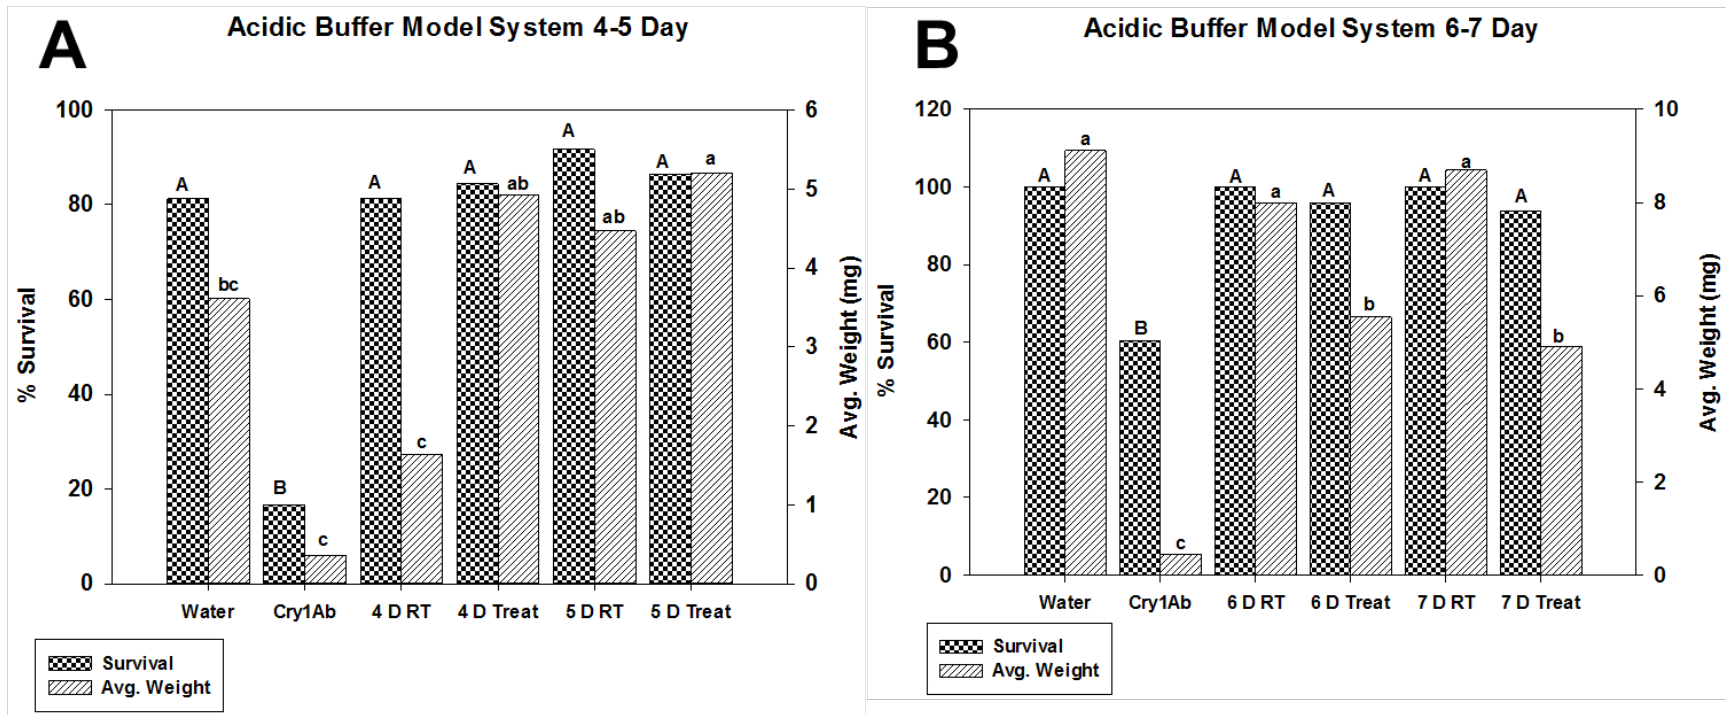 A
Acidic Buffer Model System 4-5 Day
100
80
60
40
20
0
% Survival
6
5
4
3
2
1
0
Avg. Weight (mg)
A
bc
B
c
A
c
A
ab
A
ab
A
a
Water Cry1Ab 4 D RT 4 D Treat 5 D RT 5 D Treat
Survival
Avg. Weight
B
Acidic Buffer Model System 6-7 Day
120
100
80
60
40
20
0
% Survival
10
8
6
4
2
0
Avg. Weight (mg)
A
a
B
c
A
a
A
b
A
a
A
b
Water Cry1Ab 6 D RT 6 D Treat 7 D RT 7 D Treat
Survival
Avg. Weight